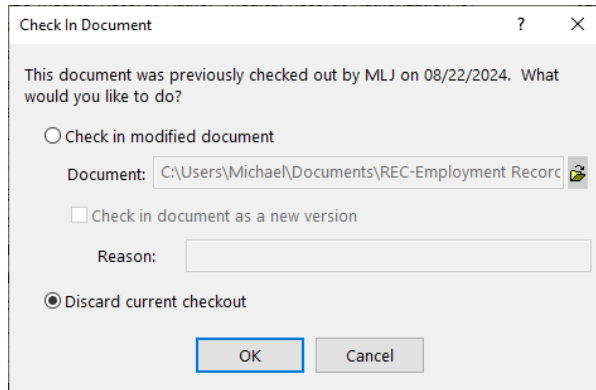 Check In Document
This document was previously checked out by MLJ on 08/22/2024. What
would you like to do?
Check in modified document
Document: C:\Users\Michael\Documents\REC-Employment Recorc
Check in document as a new version
Reason:
Discard current checkout
OK Cancel